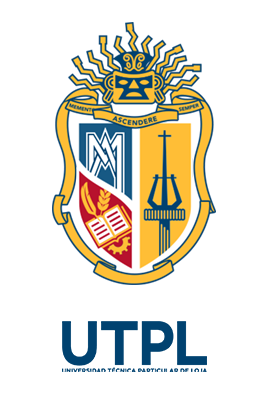 MEMENTO
ASCENDERE
SEMPER
UTPL
UNIVERSIDAD TÉCNICA PARTICULAR DE LOJA